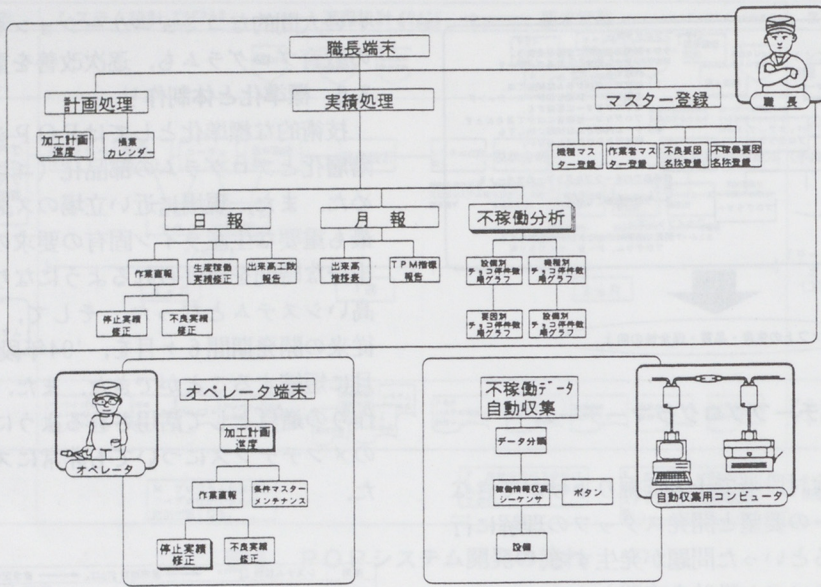 職長端末
計画処理
実績処理
マスター登録
職 長
加工計画
進度
操業
カレンダー
機種マス
ター登録
作業者マス
ター登録
不良要因
名称登録
不稼働要因
名称登録
日 報
月 報
不稼働分析
作業直報
生産稼働
実績修正
出来高工数
報告
出来高
推移表
TPM指標
報告
設備別
チョコ停件数
場グラフ
機種別
チョコ停件数
場グラフ
停止実績
修正
不良実績
修正
要因別
チョコ停件数
場グラフ
設備別
チョコ停件数
場グラフ
オペレータ端末
オペレータ
加工計画
進度
作業直報
条件マスター
メンテナンス
停止実績
修正
不良実績
修正
不稼働データ
自動収集
データ分類
稼働情報収集
シーケンサ
ボタン
設備
自動収集用コンピュータ